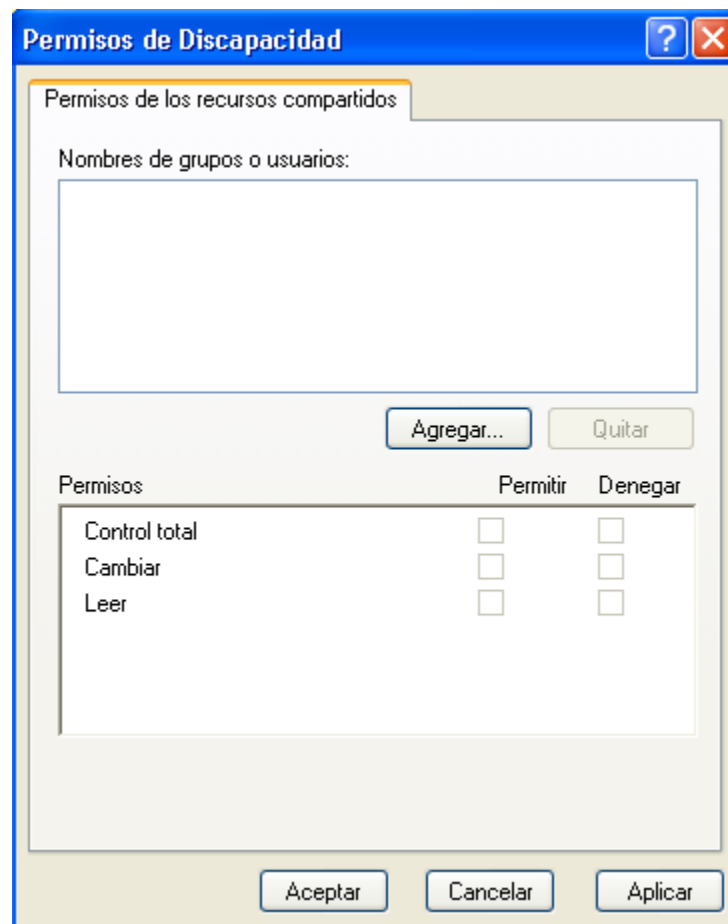 Permisos de Discapacidad
Permisos de los recursos compartidos
Nombres de grupos o usuarios:
Agregar... Quitar
Permisos Permitir Denegar
Control total
Cambiar
Leer
Aceptar Cancelar Aplicar